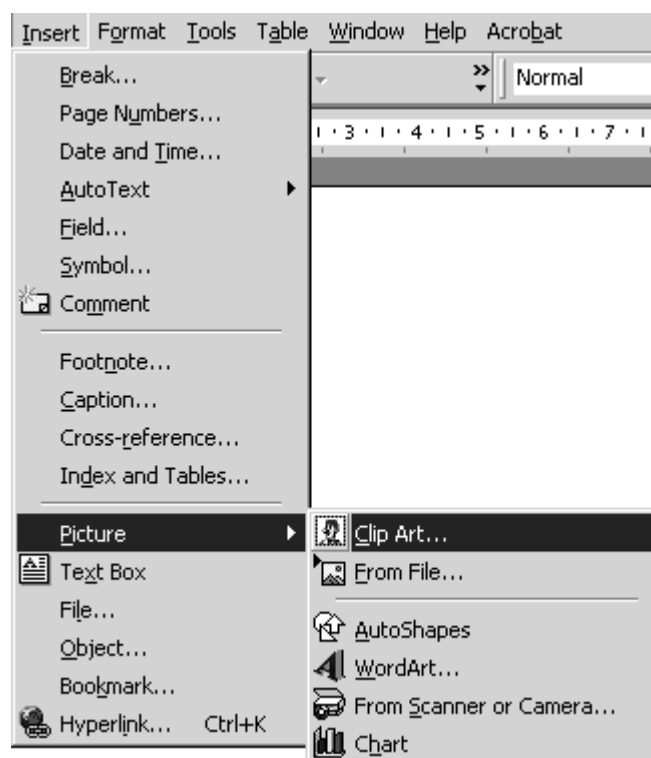 Insert Format Tools Table Window Help Acrobat
Break...
» Normal
Page Numbers...
3 4 5 6 7
Date and Time...
AutoText
Field...
Symbol...
Comment
Footnote...
Caption...
Cross-reference...
Index and Tables...
Picture
Clip Art...
Text Box
From File...
File...
AutoShapes
Object...
WordArt...
Bookmark...
From Scanner or Camera...
Hyperlink... Ctrl+K
Chart